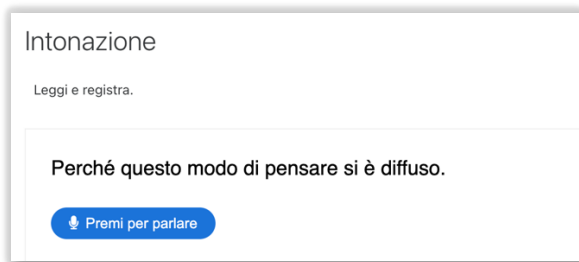 Intonazione
Leggi e registra.
Perché questo modo di pensare si è diffuso.
Premi per parlare